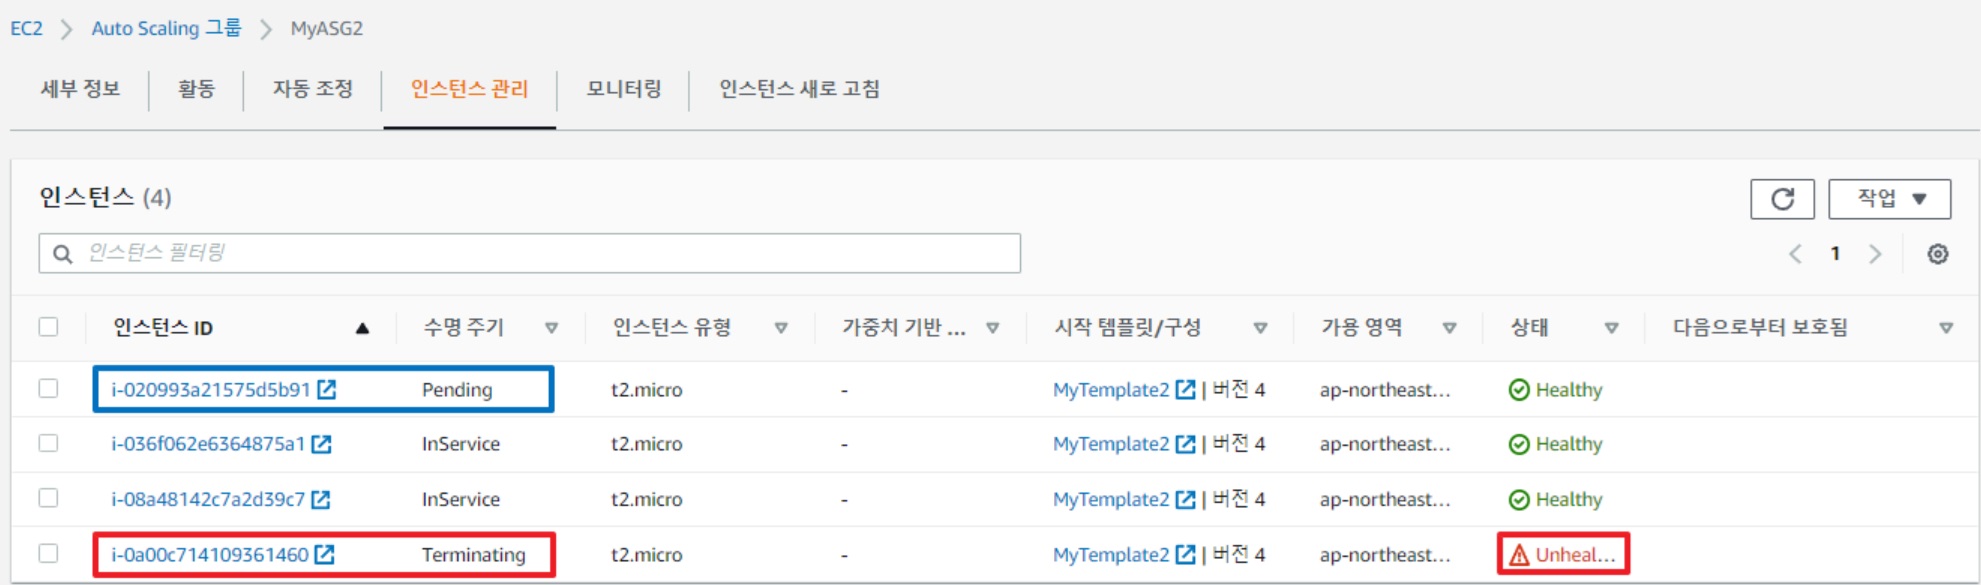 EC2 > Auto Scaling 그룹 > MyASG2
세부 정보 활동 자동 조정 인스턴스 관리 모니터링 인스턴스 새로 고침
인스턴스 (4) 작업
인스턴스 필터링 1
인스턴스 ID 수명 주기 인스턴스 유형 가중치 기반 ... 시작 템플릿/구성 가용 영역 상태 다음으로부터 보호됨
i-020993a21575d5b91 Pending t2.micro - MyTemplate2 | 버전 4 ap-northeast... Healthy
i-036f062e6364875a1 InService t2.micro - MyTemplate2 | 버전 4 ap-northeast... Healthy
i-08a48142c7a2d39c7 InService t2.micro - MyTemplate2 | 버전 4 ap-northeast... Healthy
i-0a00c714109361460 Terminating t2.micro - MyTemplate2 | 버전 4 ap-northeast... Unheal...